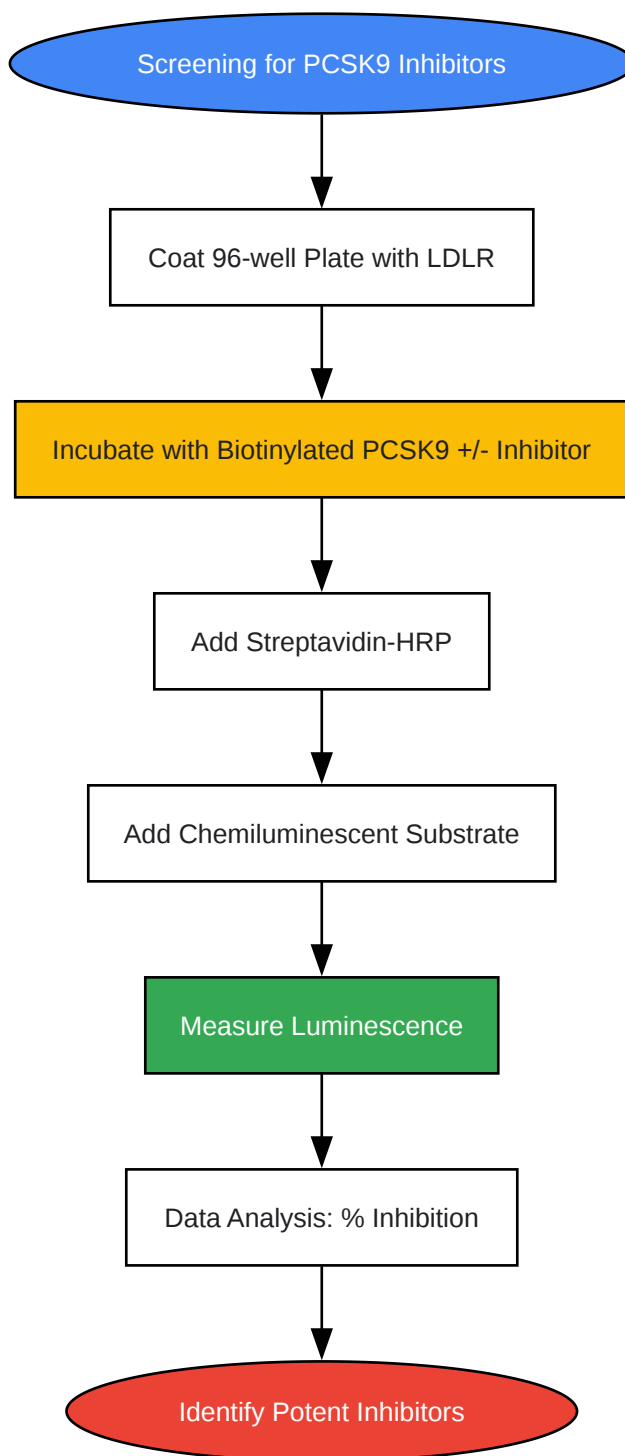 Screening for PCSK9 Inhibitors
Coat 96-well Plate with LDLR
Incubate with Biotinylated PCSK9 +/- Inhibitor
Add Streptavidin-HRP
Add Chemiluminescent Substrate
Measure Luminescence
Data Analysis: % Inhibition
Identify Potent Inhibitors